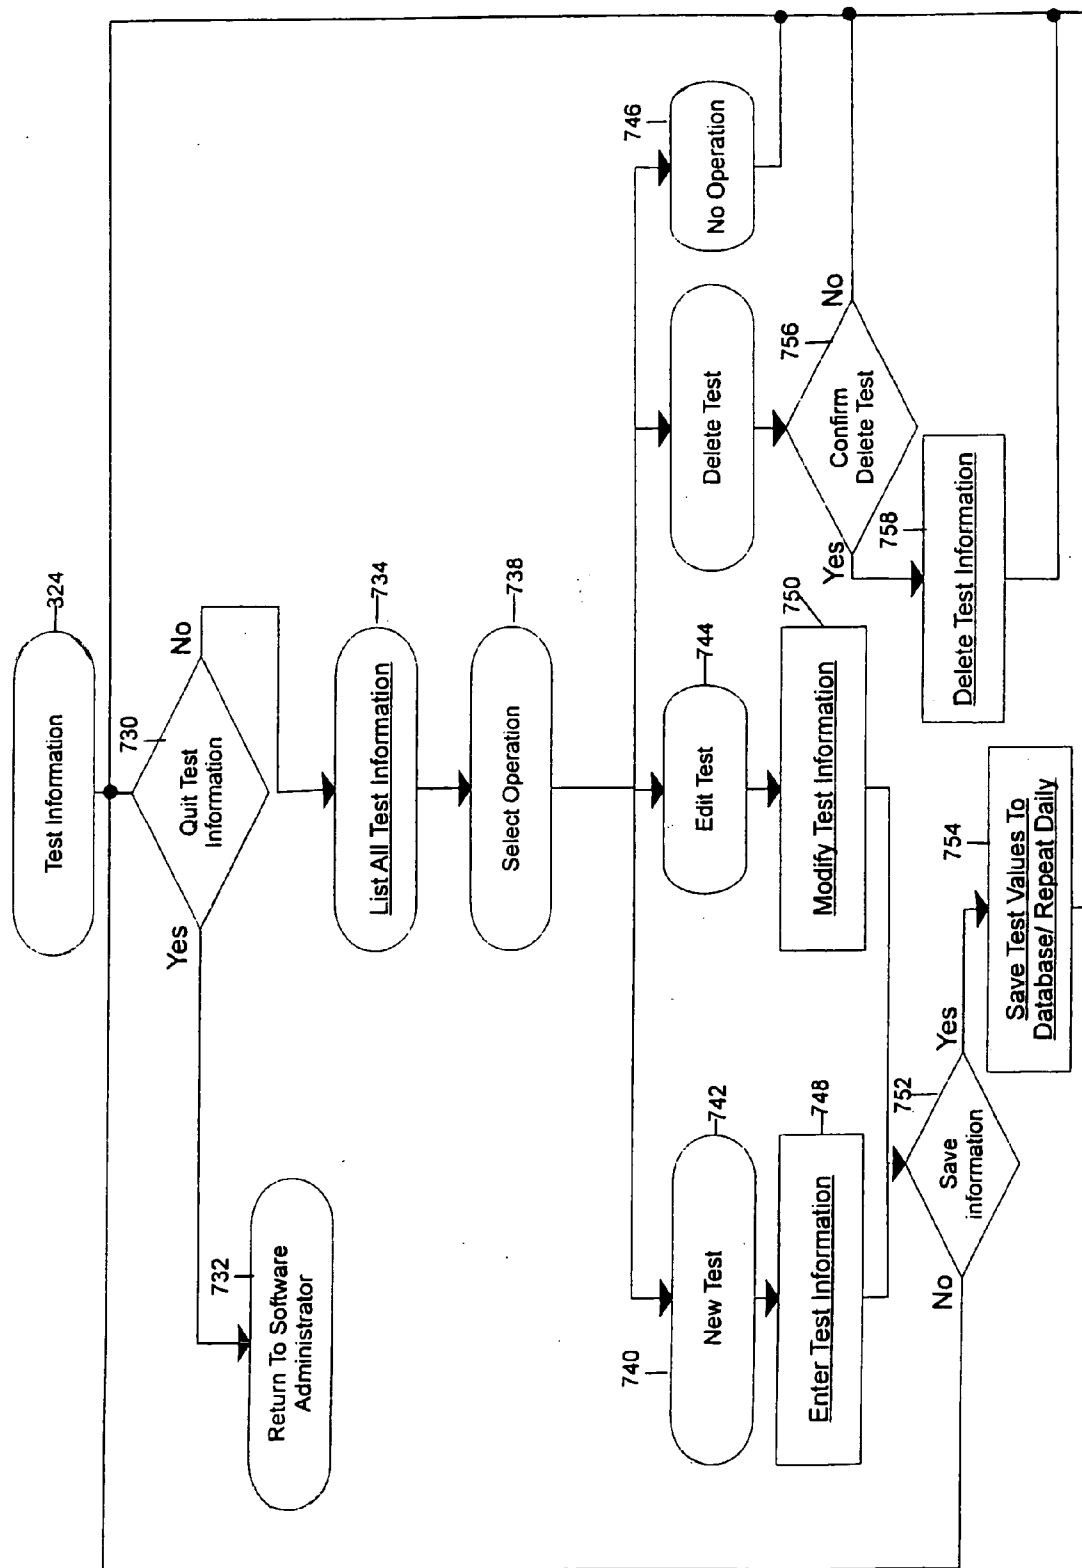 Test Information
324
730
Quit Test
Information
Yes
No
732
Return To Software
Administrator
List All Test Information
734
Select Operation
738
740
New Test
742
Edit Test
744
Delete Test
746
No Operation
Enter Test Information
748
Modify Test Information
750
756
Confirm
Delete Test
Yes
No
758
Delete Test Information
752
Save
information
No
Yes
754
Save Test Values To
Database/ Repeat Daily